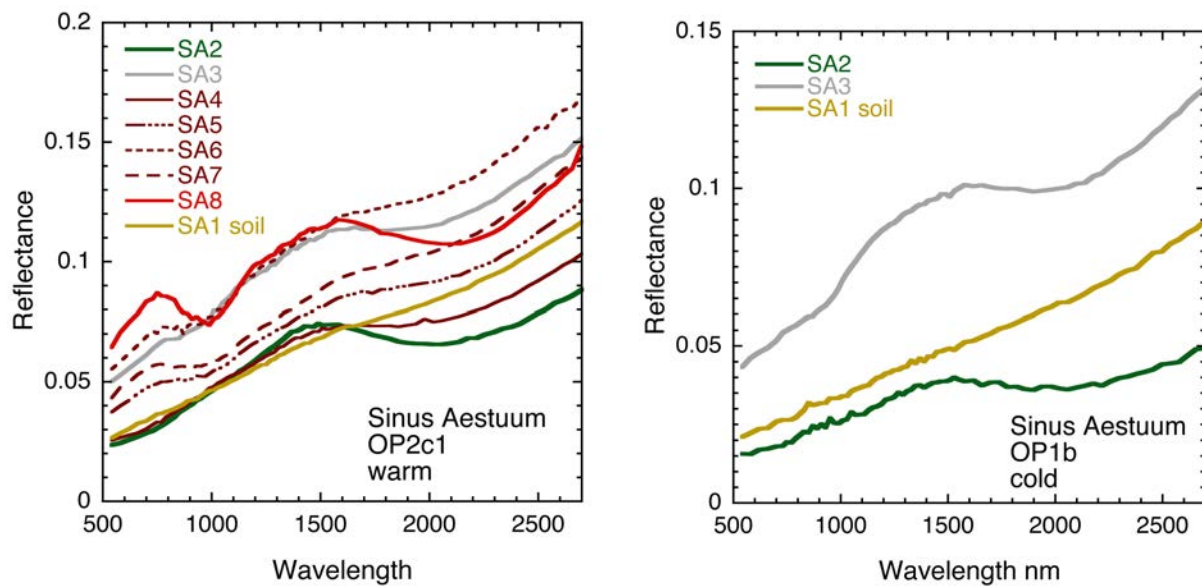 0.2
0.15
0.1
0.05
0
Reflectance
SA2
SA3
SA4
SA5
SA6
SA7
SA8
SA1 soil
Sinus Aestuum
OP2c1
warm
500 1000 1500 2000 2500
Wavelength
0.15
0.1
0.05
0
Reflectance
SA2
SA3
SA1 soil
Sinus Aestuum
OP1b
cold
500 1000 1500 2000 2500
Wavelength nm